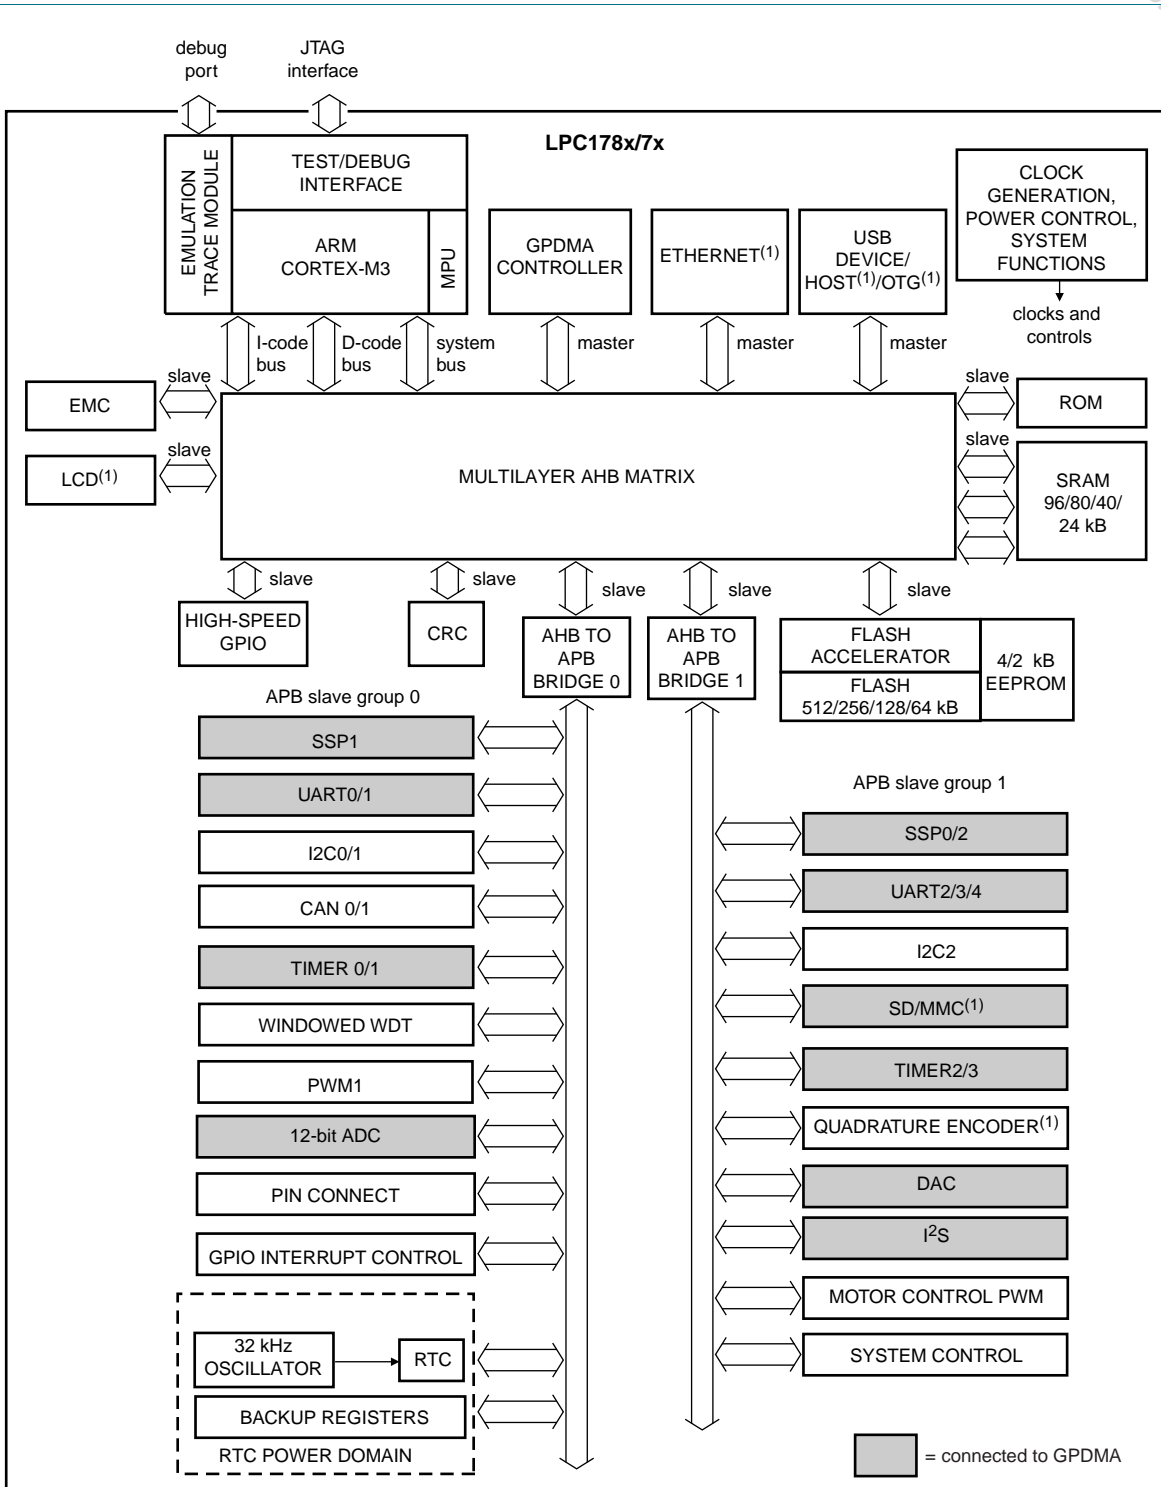 debug
port
JTAG
interface
LPC178x/7x
EMULATION
TRACE MODULE
TEST/DEBUG
INTERFACE
ARM
CORTEX-M3
MPU
GPDMA
CONTROLLER
ETHERNET(1)
USB
DEVICE/
HOST(1)/OTG(1)
CLOCK
GENERATION,
POWER CONTROL,
SYSTEM
FUNCTIONS
clocks and
controls
I-code
bus
D-code
bus
system
bus
master
master
master
slave
EMC
slave
LCD(1)
MULTILAYER AHB MATRIX
slave
ROM
slave
SRAM
96/80/40/
24 kB
slave
slave
slave
slave
slave
HIGH-SPEED
GPIO
CRC
AHB TO
APB
BRIDGE 0
AHB TO
APB
BRIDGE 1
FLASH
ACCELERATOR
FLASH
512/256/128/64 kB
4/2 kB
EEPROM
APB slave group 0
SSP1
UART0/1
I2C0/1
CAN 0/1
TIMER 0/1
WINDOWED WDT
PWM1
12-bit ADC
PIN CONNECT
GPIO INTERRUPT CONTROL
32 kHz
OSCILLATOR
RTC
BACKUP REGISTERS
RTC POWER DOMAIN
APB slave group 1
SSP0/2
UART2/3/4
I2C2
SD/MMC(1)
TIMER2/3
QUADRATURE ENCODER(1)
DAC
I2S
MOTOR CONTROL PWM
SYSTEM CONTROL
= connected to GPDMA